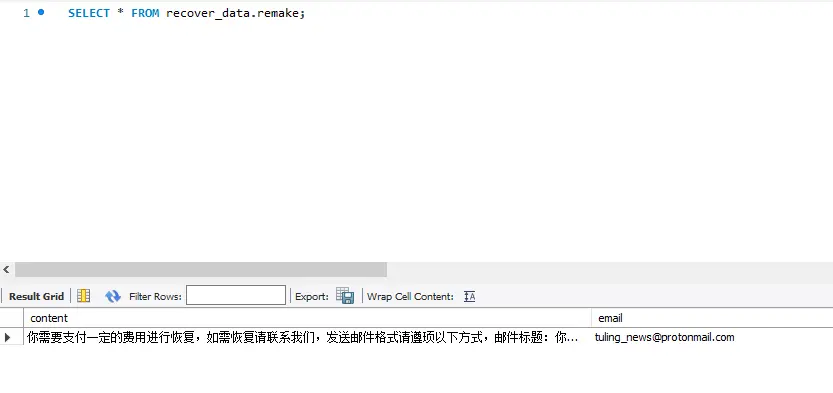 1 SELECT * FROM recover_data.remake;
Result Grid Filter Rows: Export: Wrap Cell Content:
content email
你需要支付一定的费用进行恢复，如需恢复请联系我们，发送邮件格式请遵项以下方式，邮件标题：你... tuling_news@protonmail.com